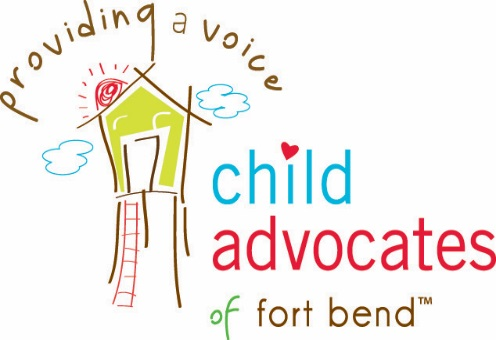 providing a voice
child
advocates
of fort bend™